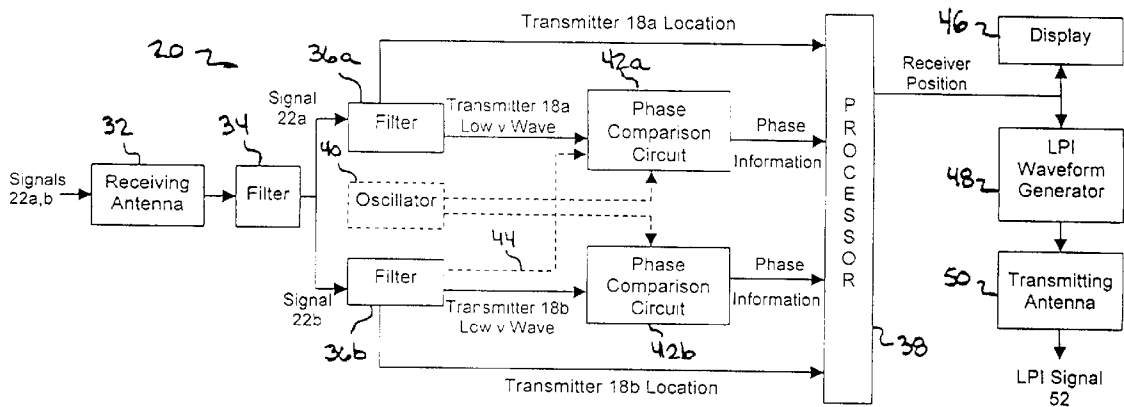 Transmitter 18a Location
46
Display
20
36a
42a
Receiver
Position
Signal
22a
Filter
Transmitter 18a
Low v Wave
Phase
Comparison
Circuit
Phase
Information
PROCESSOR
32
34
40
LPI
Waveform
Generator
48
Signals
22a,b
Receiving
Antenna
Filter
Oscillator
44
Filter
Phase
Comparison
Circuit
Phase
Information
50
Transmitting
Antenna
Signal
22b
Transmitter 18b
Low v Wave
36b
42b
38
Transmitter 18b Location
LPI Signal
52